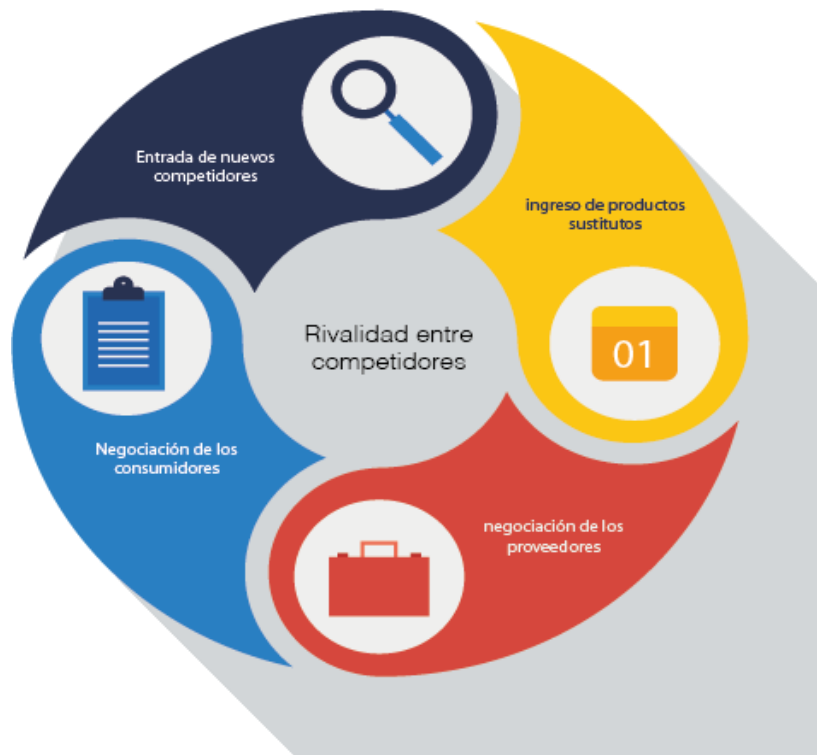 Entrada de nuevos
competidores
ingreso de productos
sustitutos
01
Rivalidad entre
competidores
Negociación de los
consumidores
negociación de los
proveedores